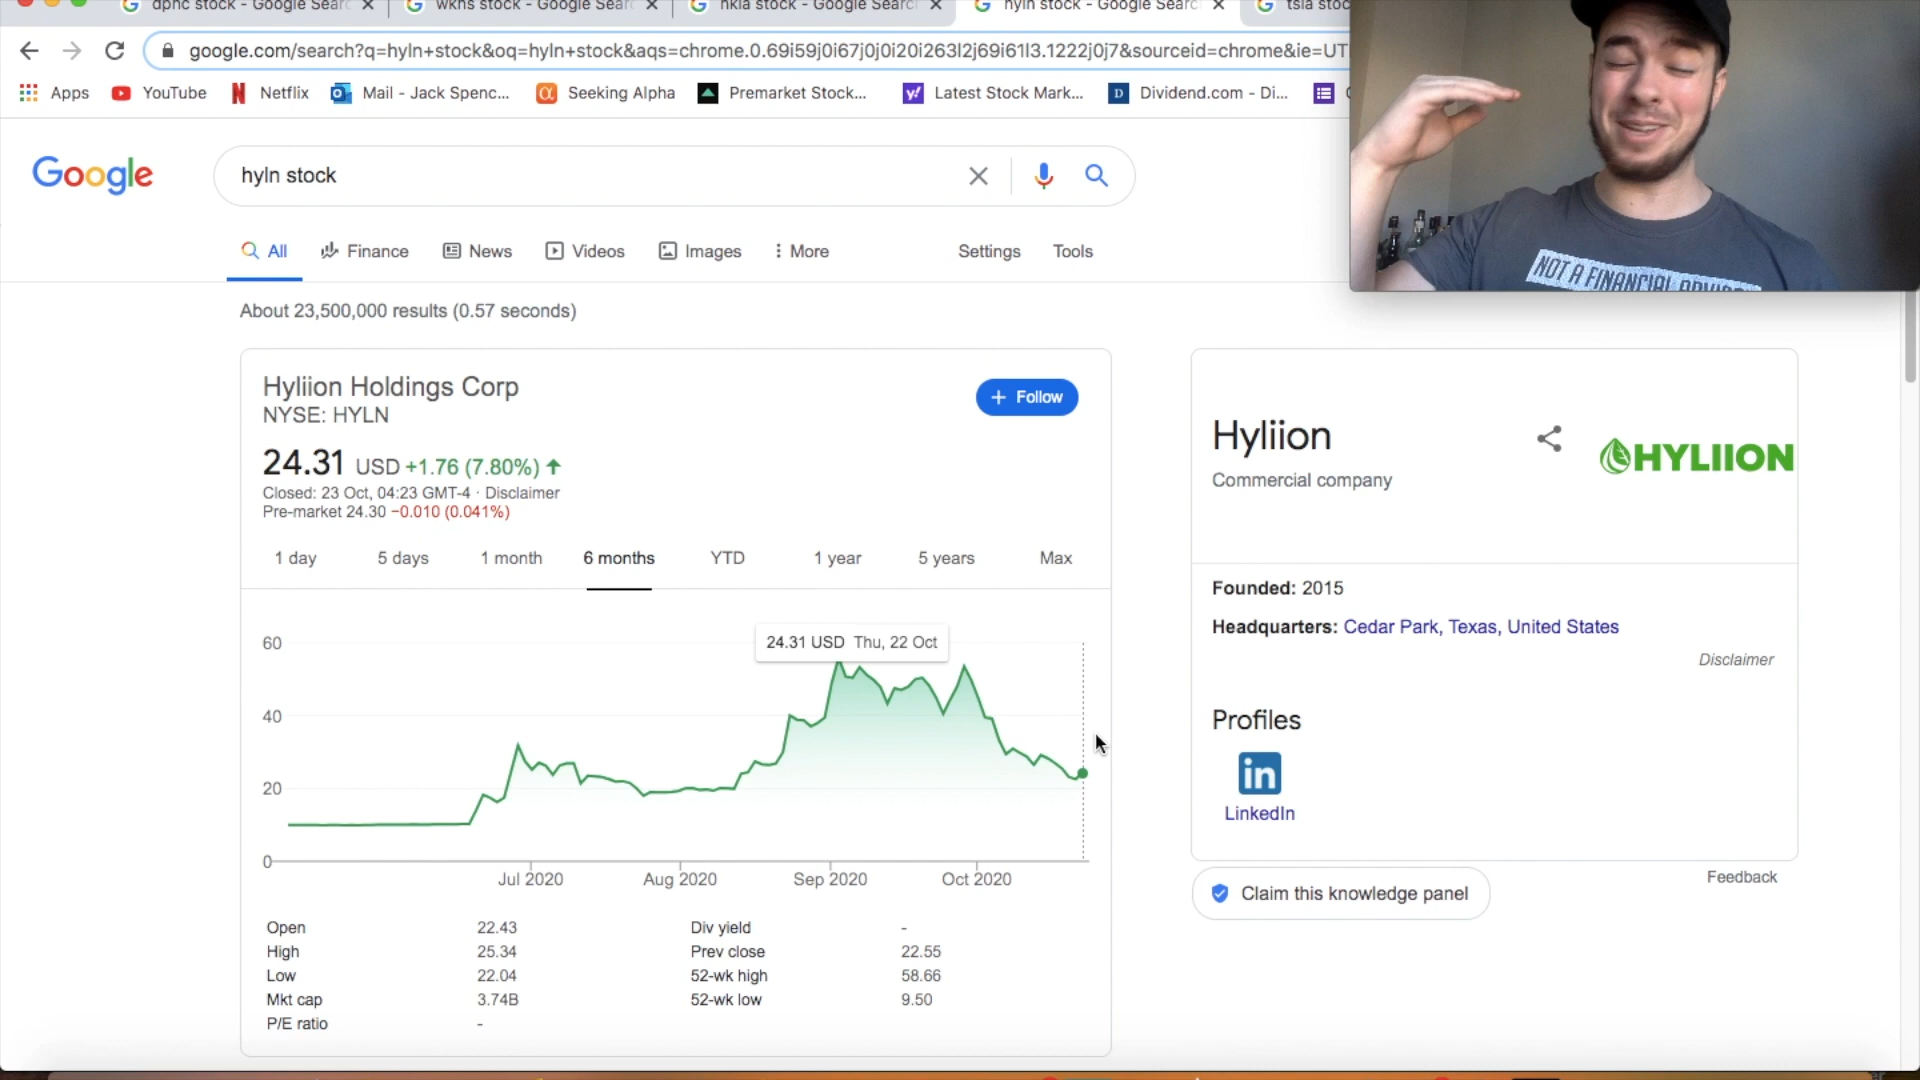 dphc stock - Google Searc
wkhs stock - Google Sear
nkla stock - Google Searc
hyln stock - Google Searc
tsla stoc
google.com/search?q=hyln+stock&oq=hyln+stock&aqs=chrome.0.69i59j0i67j0j0i20i263l2j69i61l3.1222j0j7&sourceid=chrome&ie=UT
Apps
YouTube
Netflix
Mail - Jack Spenc...
Seeking Alpha
Premarket Stock...
Latest Stock Mark...
Dividend.com - Di...
NOT A FINANCIAL ADVISOR
Google
hyln stock
All
Finance
News
Videos
Images
More
Settings
Tools
About 23,500,000 results (0.57 seconds)
Hyliion Holdings Corp
NYSE: HYLN
Follow
24.31 USD +1.76 (7.80%)
Closed: 23 Oct, 04:23 GMT-4 · Disclaimer
Pre-market 24.30 −0.010 (0.041%)
1 day
5 days
1 month
6 months
YTD
1 year
5 years
Max
24.31 USD Thu, 22 Oct
60
40
20
0
Jul 2020
Aug 2020
Sep 2020
Oct 2020
Open 22.43
High 25.34
Low 22.04
Mkt cap 3.74B
P/E ratio -
Div yield -
Prev close 22.55
52-wk high 58.66
52-wk low 9.50
Hyliion
Commercial company
HYLIION
Founded: 2015
Headquarters: Cedar Park, Texas, United States
Disclaimer
Profiles
in
LinkedIn
Feedback
Claim this knowledge panel